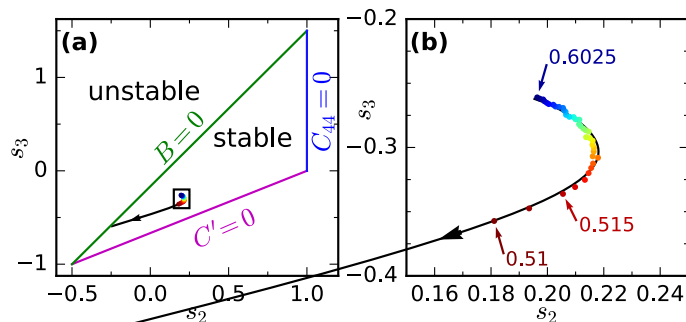 (a)
unstable
stable
B = 0
C₄₄ = 0
C′ = 0
1
0
−1
s₃
−0.5
0.0
0.5
1.0
s₂
(b)
0.6025
0.515
0.51
−0.2
−0.3
−0.4
s₃
0.16
0.18
0.20
0.22
0.24
s₂